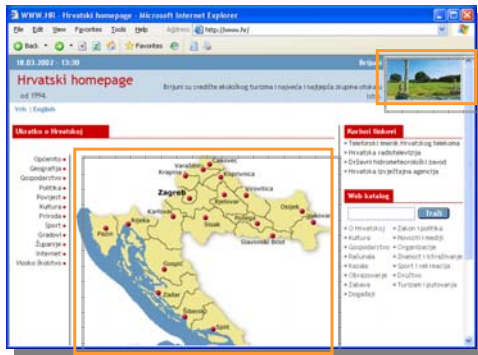 WWW.HR - Hrvatski homepage - Microsoft Internet Explorer
File Edit View Favorites Tools Help Address http://www.hr/
Back Favorites
18.03.2002 - 13:30
Brijuni
Hrvatski homepage
od 1994.
Brijuni su središte ekološkog turizma i najveća i najljepša skupina otoka
Istre
Vrh | English
Ukratko o Hrvatskoj
Općenito
Geografija
Gospodarstvo
Politika
Povijest
Kultura
Priroda
Sport
Gradovi
Županije
Internet
Visoko školstvo
Čakovec
Varaždin
Krapina
Koprivnica
Zagreb
Bjelovar
Virovitica
Karlovac
Sisak
Požega
Osijek
Vukovar
Slavonski Brod
Rijeka
Pazin
Gospić
Zadar
Šibenik
Split
Korisni linkovi
Telefonski imenik Hrvatskog telekoma
Hrvatska radiotelevizija
Državni hidrometeorološki zavod
Hrvatska izvještajna agencija
Web katalog
Traži
O Hrvatskoj
Kultura
Gospodarstvo
Računala
Ostalo
Obrazovanje
Zabava
Događaji
Zakon i politika
Novosti i mediji
Organizacije
Znanost i istraživanje
Sport i rekreacija
Društvo
Turizam i putovanja